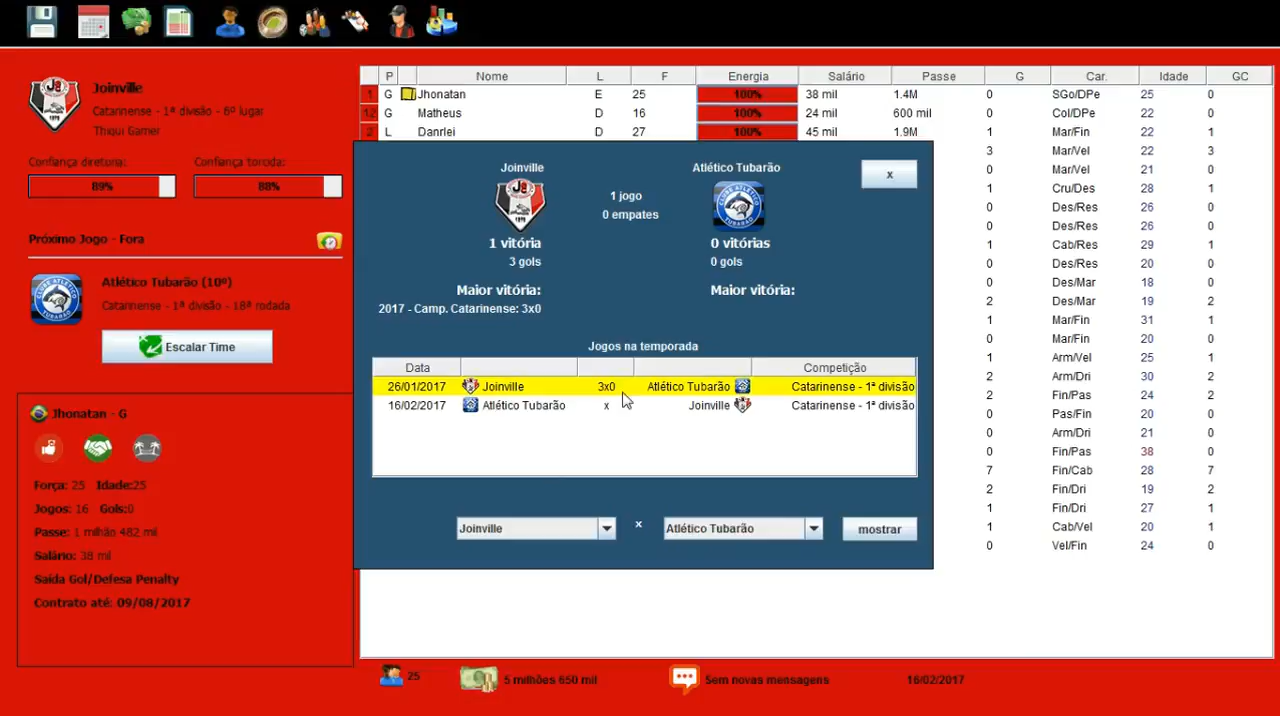 Joinville
Catarinense - 1ª divisão - 6º lugar
Thiqui Gamer
Confiança diretoria:
Confiança torcida:
89%
88%
Próximo Jogo - Fora
Atlético Tubarão (10º)
Catarinense - 1ª divisão - 18ª rodada
Escalar Time
Jhonatan - G
Força: 25 Idade:25
Jogos: 16 Gols:0
Passe: 1 milhão 482 mil
Salário: 38 mil
Saída Gol/Defesa Penalty
Contrato até: 09/08/2017
P Nome L F Energia Salário Passe G Car. Idade GC
1 G Jhonatan E 25 100% 38 mil 1.4M 0 SGo/DPe 25 0
12 G Matheus D 16 100% 24 mil 600 mil 0 Col/DPe 22 0
2 L Danrlei D 27 100% 45 mil 1.9M 1 Mar/Fin 22 1
3 Mar/Vel 22 3
0 Mar/Vel 21 0
1 Cru/Des 28 1
0 Des/Res 26 0
0 Des/Res 26 0
1 Cab/Res 29 1
0 Des/Res 20 0
0 Des/Mar 18 0
2 Des/Mar 19 2
1 Mar/Fin 31 1
0 Mar/Fin 20 0
1 Arm/Vel 25 1
2 Arm/Dri 30 2
2 Fin/Pas 24 2
0 Pas/Fin 20 0
0 Arm/Dri 21 0
0 Fin/Pas 38 0
7 Fin/Cab 28 7
2 Fin/Dri 19 2
1 Fin/Dri 27 1
1 Cab/Vel 20 1
0 Vel/Fin 24 0
Joinville
Atlético Tubarão
x
1 jogo
0 empates
1 vitória
0 vitórias
3 gols
0 gols
Maior vitória:
Maior vitória:
2017 - Camp. Catarinense: 3x0
Jogos na temporada
Data Competição
26/01/2017 Joinville 3x0 Atlético Tubarão Catarinense - 1ª divisão
16/02/2017 Atlético Tubarão x Joinville Catarinense - 1ª divisão
Joinville x Atlético Tubarão mostrar
25
5 milhões 650 mil
Sem novas mensagens
16/02/2017